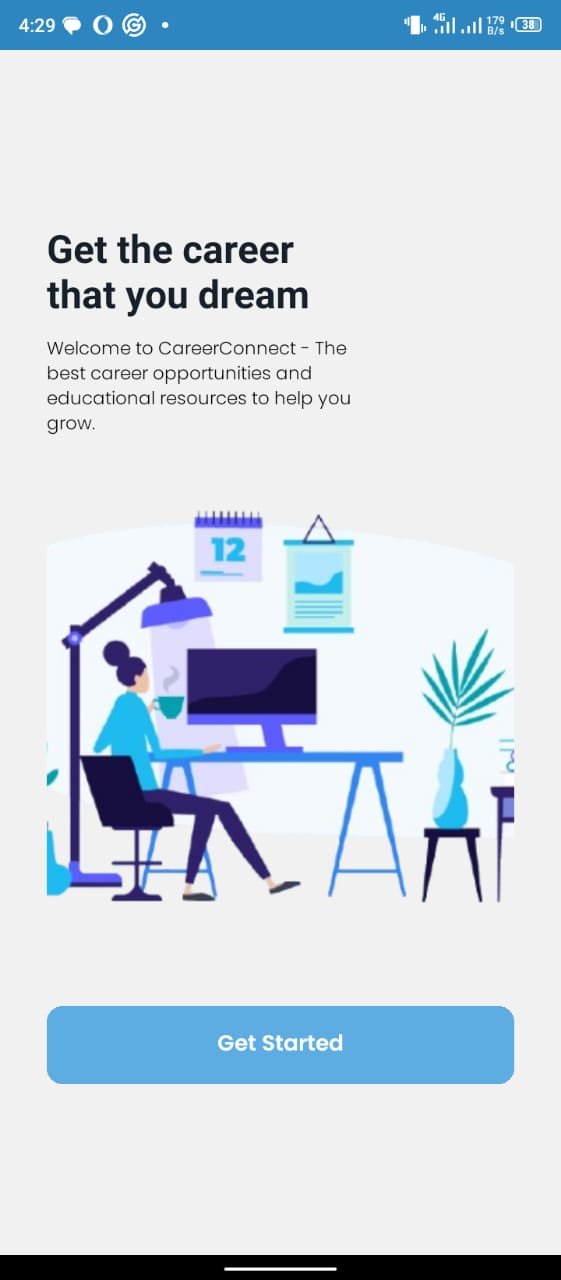 4:29
4G
179
B/s
38
Get the career
that you dream
Welcome to CareerConnect - The
best career opportunities and
educational resources to help you
grow.
12
Get Started